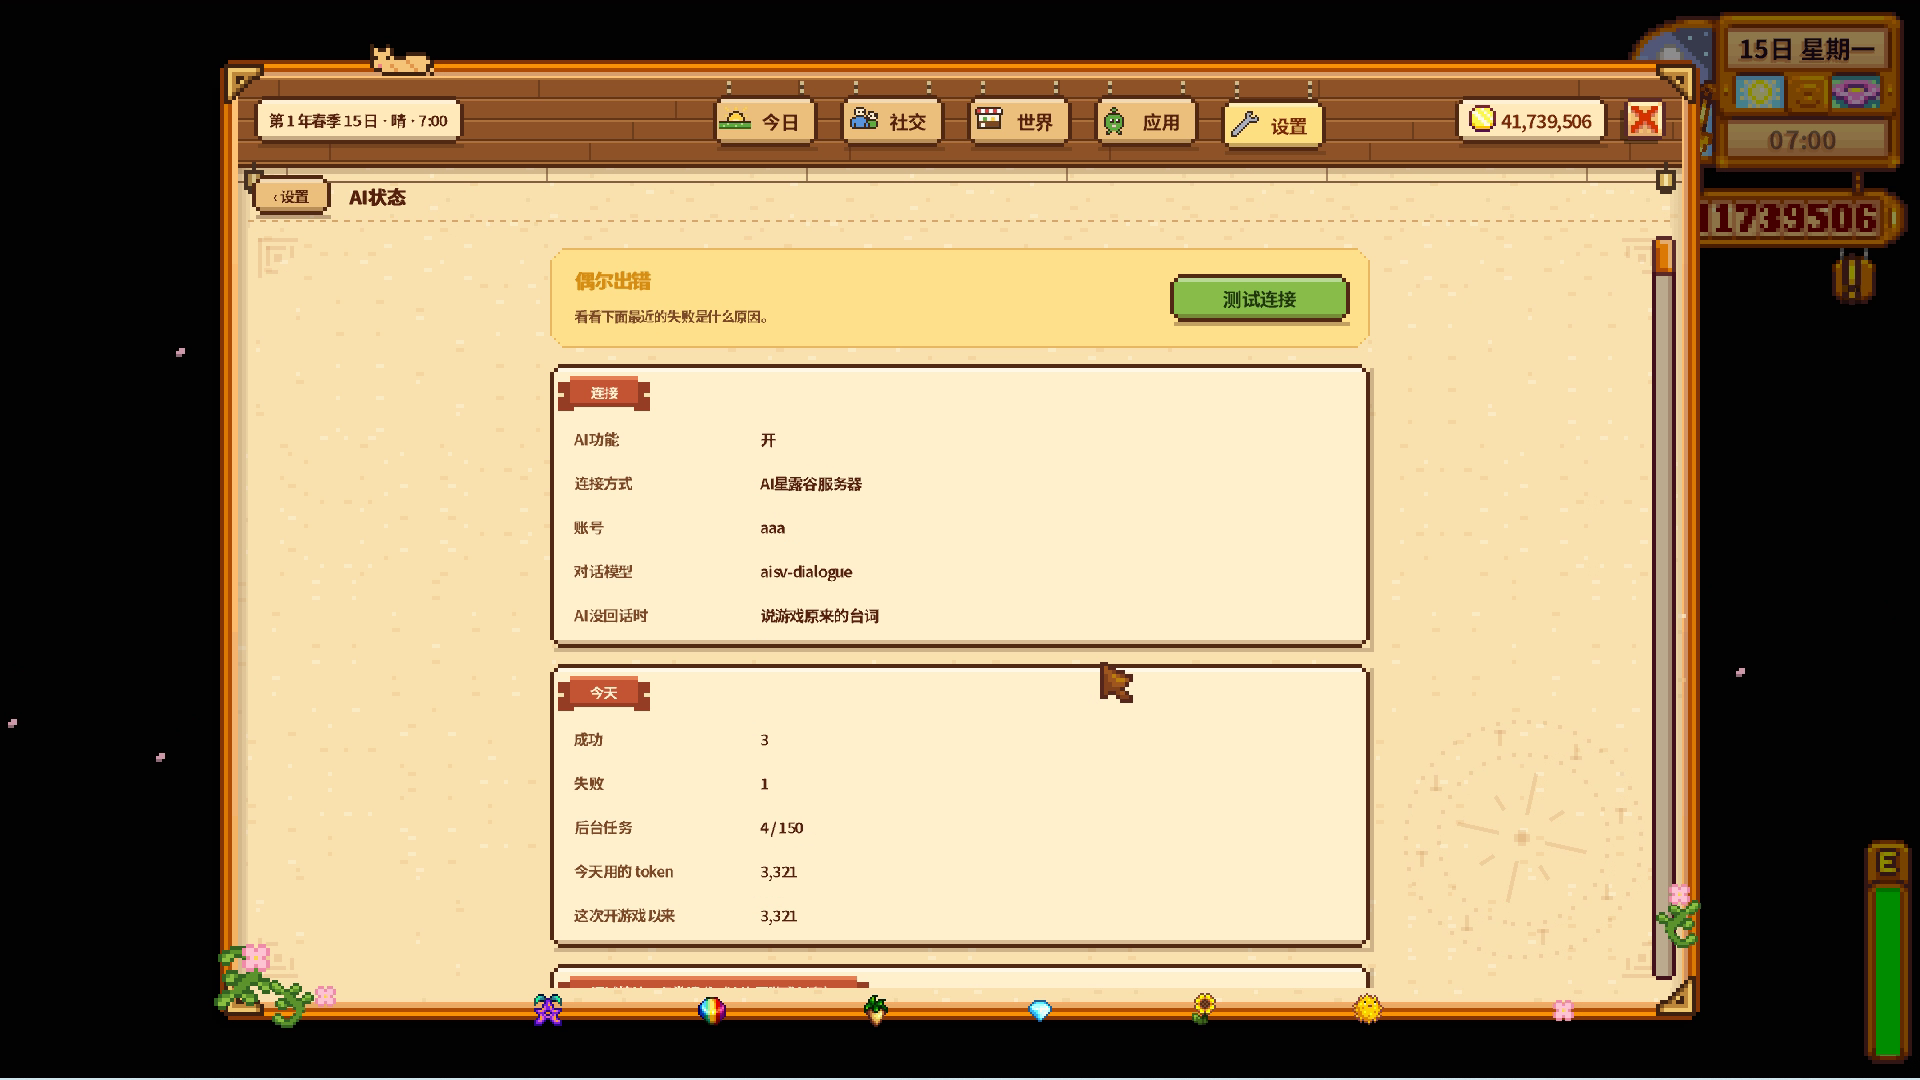 15日 星期一
第1年春季15日 · 晴 · 7:00
今日
社交
世界
应用
设置
41,739,506
07:00
‹设置
AI状态
11739506
偶尔出错
看看下面最近的失败是什么原因。
测试连接
连接
AI功能 开
连接方式 AI星露谷服务器
账号 aaa
对话模型 aisv-dialogue
AI没回话时 说游戏原来的台词
今天
成功 3
失败 1
后台任务 4/150
今天用的 token 3,321
这次开游戏以来 3,321
E